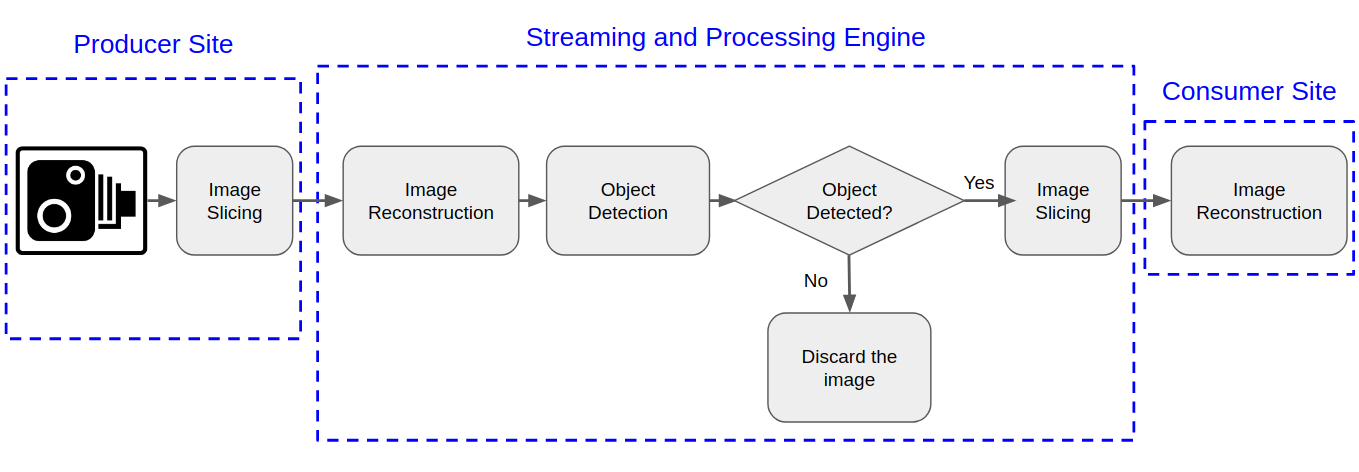 Producer Site
Streaming and Processing Engine
Consumer Site
Image
Slicing
Image
Reconstruction
Object
Detection
Object
Detected?
Yes
No
Discard the
image
Image
Slicing
Image
Reconstruction